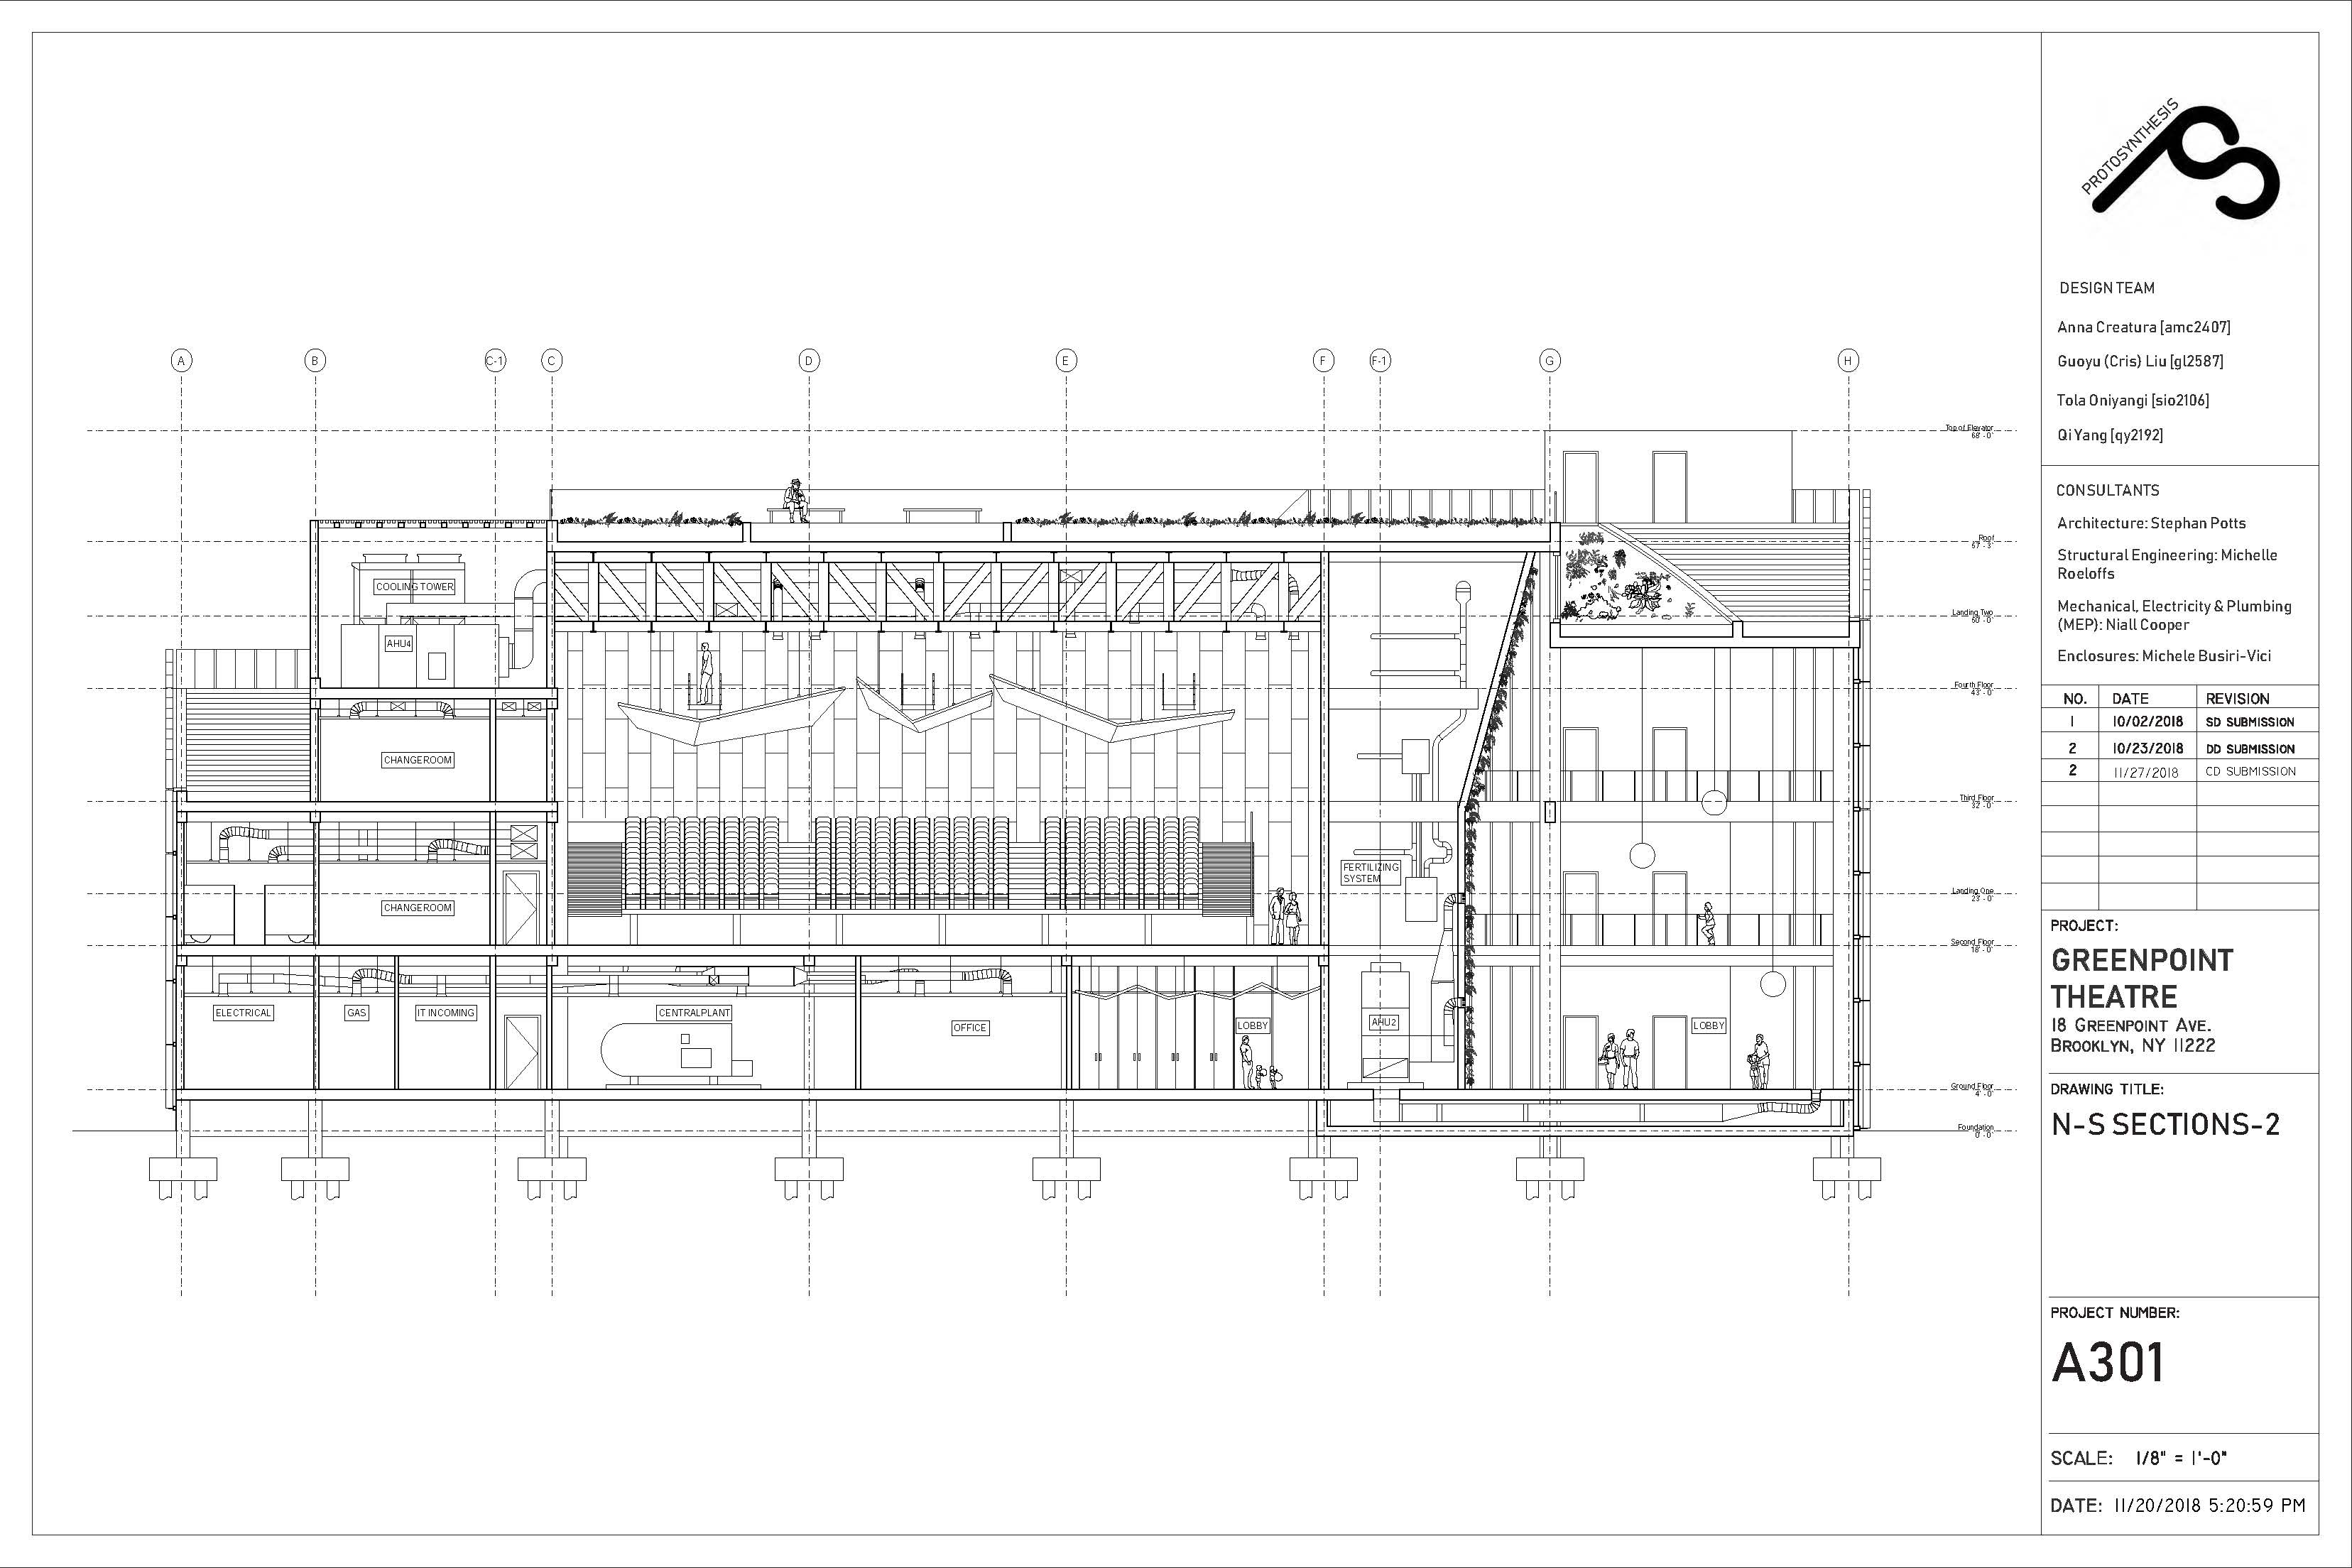 A
B
C-1
C
D
E
F
F-1
G
H
Top of Elevator
68' - 0"
Roof
57' - 3"
Landing Two
50' - 0"
Fourth Floor
43' - 0"
Third Floor
32' - 0"
Landing One
23' - 0"
Second Floor
18' - 0"
Ground Floor
4' - 0"
Foundation
0' - 0"
COOLING TOWER
AHU4
CHANGEROOM
CHANGEROOM
FERTILIZING
SYSTEM
ELECTRICAL
GAS
IT INCOMING
CENTRALPLANT
OFFICE
LOBBY
AHU2
LOBBY
PROTOSYNTHESIS
DESIGN TEAM
Anna Creatura [amc2407]
Guoyu (Cris) Liu [gl2587]
Tola Oniyangi [sio2106]
Qi Yang [qy2192]
CONSULTANTS
Architecture: Stephan Potts
Structural Engineering: Michelle
Roeloffs
Mechanical, Electricity & Plumbing
(MEP): Niall Cooper
Enclosures: Michele Busiri-Vici
NO. DATE REVISION
1 10/02/2018 SD SUBMISSION
2 10/23/2018 DD SUBMISSION
2 11/27/2018 CD SUBMISSION
PROJECT:
GREENPOINT
THEATRE
18 GREENPOINT AVE.
BROOKLYN, NY 11222
DRAWING TITLE:
N-S SECTIONS-2
PROJECT NUMBER:
A301
SCALE: 1/8" = 1'-0"
DATE: 11/20/2018 5:20:59 PM